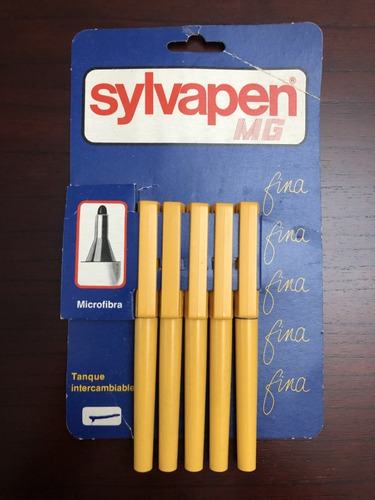 sylvapen®
MG
fina
fina
fina
fina
fina
Microfibra
Tanque
intercambiable